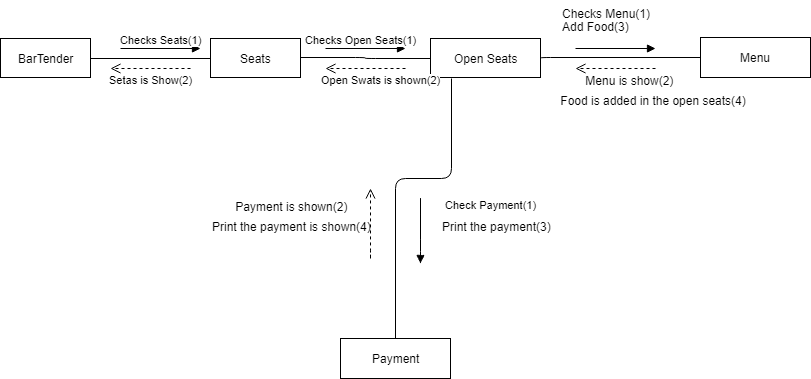 Checks Menu(1)
Add Food(3)
Checks Seats(1)
Checks Open Seats(1)
BarTender
Seats
Open Seats
Menu
Setas is Show(2)
Open Swats is shown(2)
Menu is show(2)
Food is added in the open seats(4)
Payment is shown(2)
Check Payment(1)
Print the payment is shown(4)
Print the payment(3)
Payment